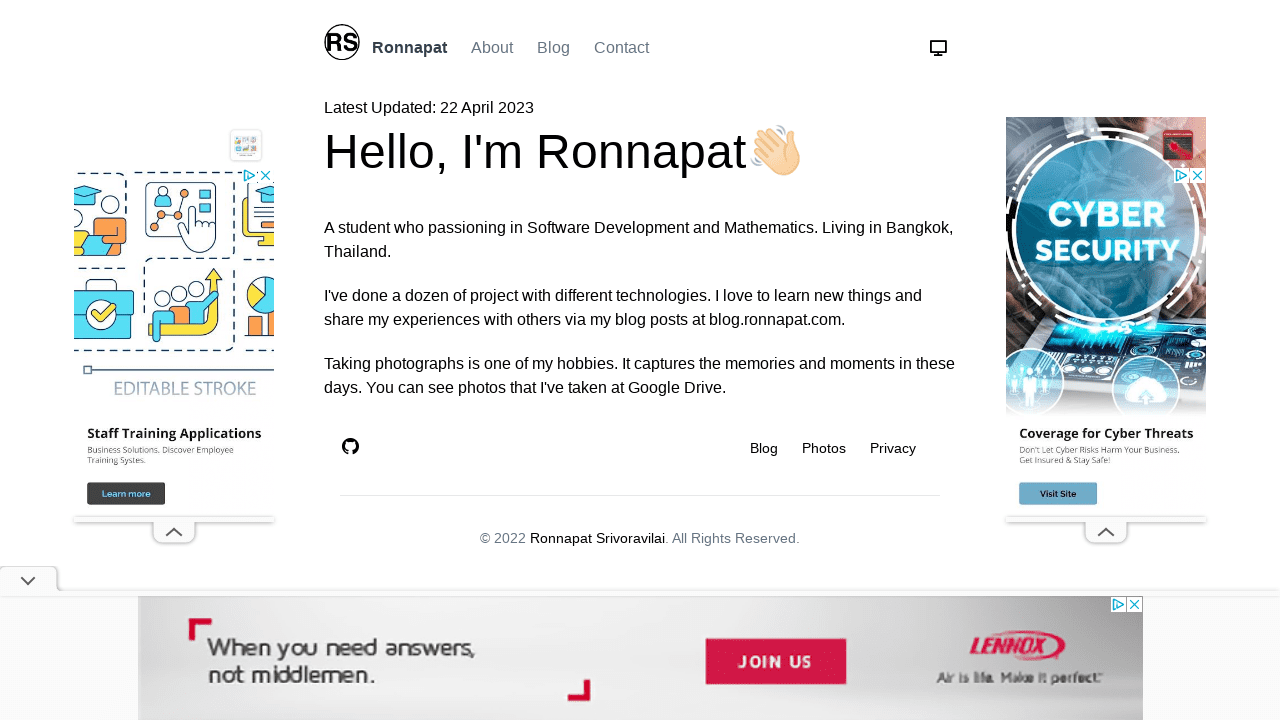 RS Ronnapat About Blog Contact
Latest Updated: 22 April 2023
Hello, I'm Ronnapat
A student who passioning in Software Development and Mathematics. Living in Bangkok,
Thailand.
I've done a dozen of project with different technologies. I love to learn new things and
share my experiences with others via my blog posts at blog.ronnapat.com.
Taking photographs is one of my hobbies. It captures the memories and moments in these
days. You can see photos that I've taken at Google Drive.
Blog Photos Privacy
© 2022 Ronnapat Srivoravilai. All Rights Reserved.
EDITABLE STROKE
Staff Training Applications
Business Solutions. Discover Employee
Training Systes.
Learn more
CYBER
SECURITY
Coverage for Cyber Threats
Don't Let Cyber Risks Harm Your Business.
Get Insured & Stay Safe!
Visit Site
When you need answers,
not middlemen.
JOIN US
LENNOX
Air is life. Make it perfect.